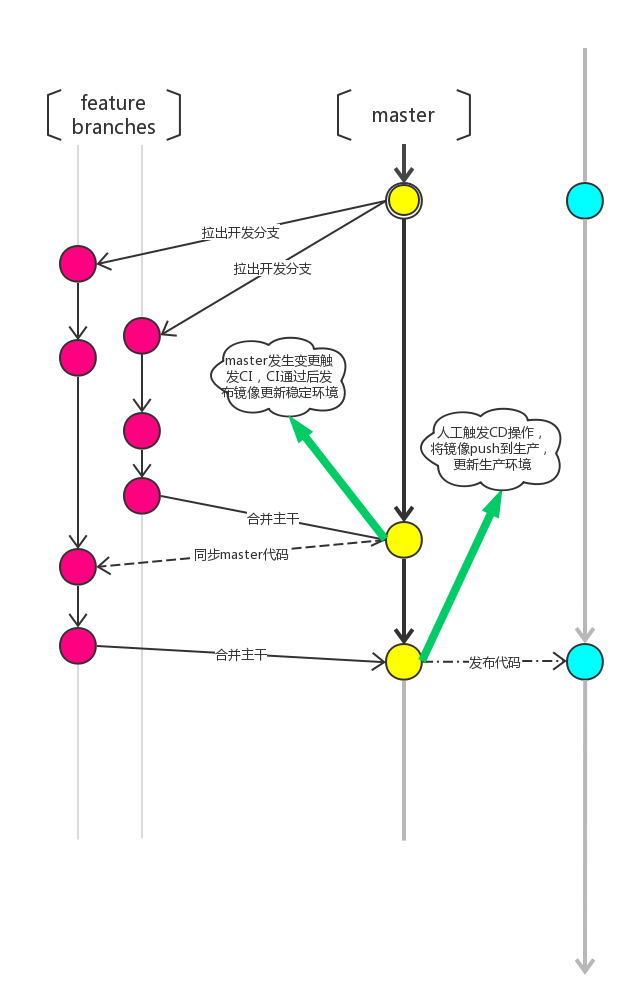 feature
branches
master
拉出开发分支
拉出开发分支
master发生变更触
发CI，CI通过后发
布镜像更新稳定环境
人工触发CD操作，
将镜像push到生产，
更新生产环境
合并主干
同步master代码
合并主干
发布代码